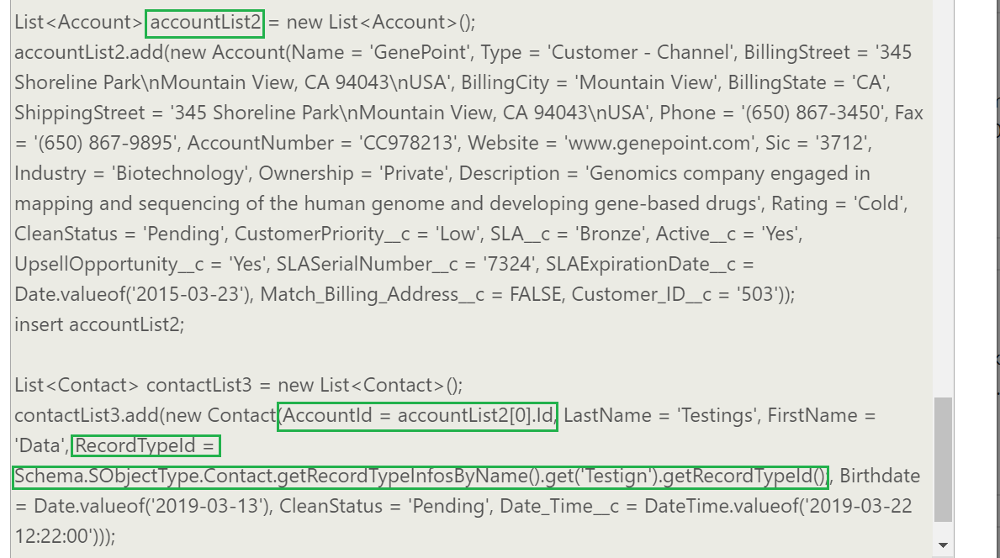 List<Account> accountList2 = new List<Account>();
accountList2.add(new Account(Name = 'GenePoint', Type = 'Customer - Channel', BillingStreet = '345
Shoreline Park\nMountain View, CA 94043\nUSA', BillingCity = 'Mountain View', BillingState = 'CA',
ShippingStreet = '345 Shoreline Park\nMountain View, CA 94043\nUSA', Phone = '(650) 867-3450', Fax
= '(650) 867-9895', AccountNumber = 'CC978213', Website = 'www.genepoint.com', Sic = '3712',
Industry = 'Biotechnology', Ownership = 'Private', Description = 'Genomics company engaged in
mapping and sequencing of the human genome and developing gene-based drugs', Rating = 'Cold',
CleanStatus = 'Pending', CustomerPriority__c = 'Low', SLA__c = 'Bronze', Active__c = 'Yes',
UpsellOpportunity__c = 'Yes', SLASerialNumber__c = '7324', SLAExpirationDate__c =
Date.valueof('2015-03-23'), Match_Billing_Address__c = FALSE, Customer_ID__c = '503'));
insert accountList2;
List<Contact> contactList3 = new List<Contact>();
contactList3.add(new Contact(AccountId = accountList2[0].Id, LastName = 'Testings', FirstName =
'Data', RecordTypeId =
Schema.SObjectType.Contact.getRecordTypeInfosByName().get('Testign').getRecordTypeId();, Birthdate
= Date.valueof('2019-03-13'), CleanStatus = 'Pending', Date_Time__c = DateTime.valueof('2019-03-22
12:22:00')));